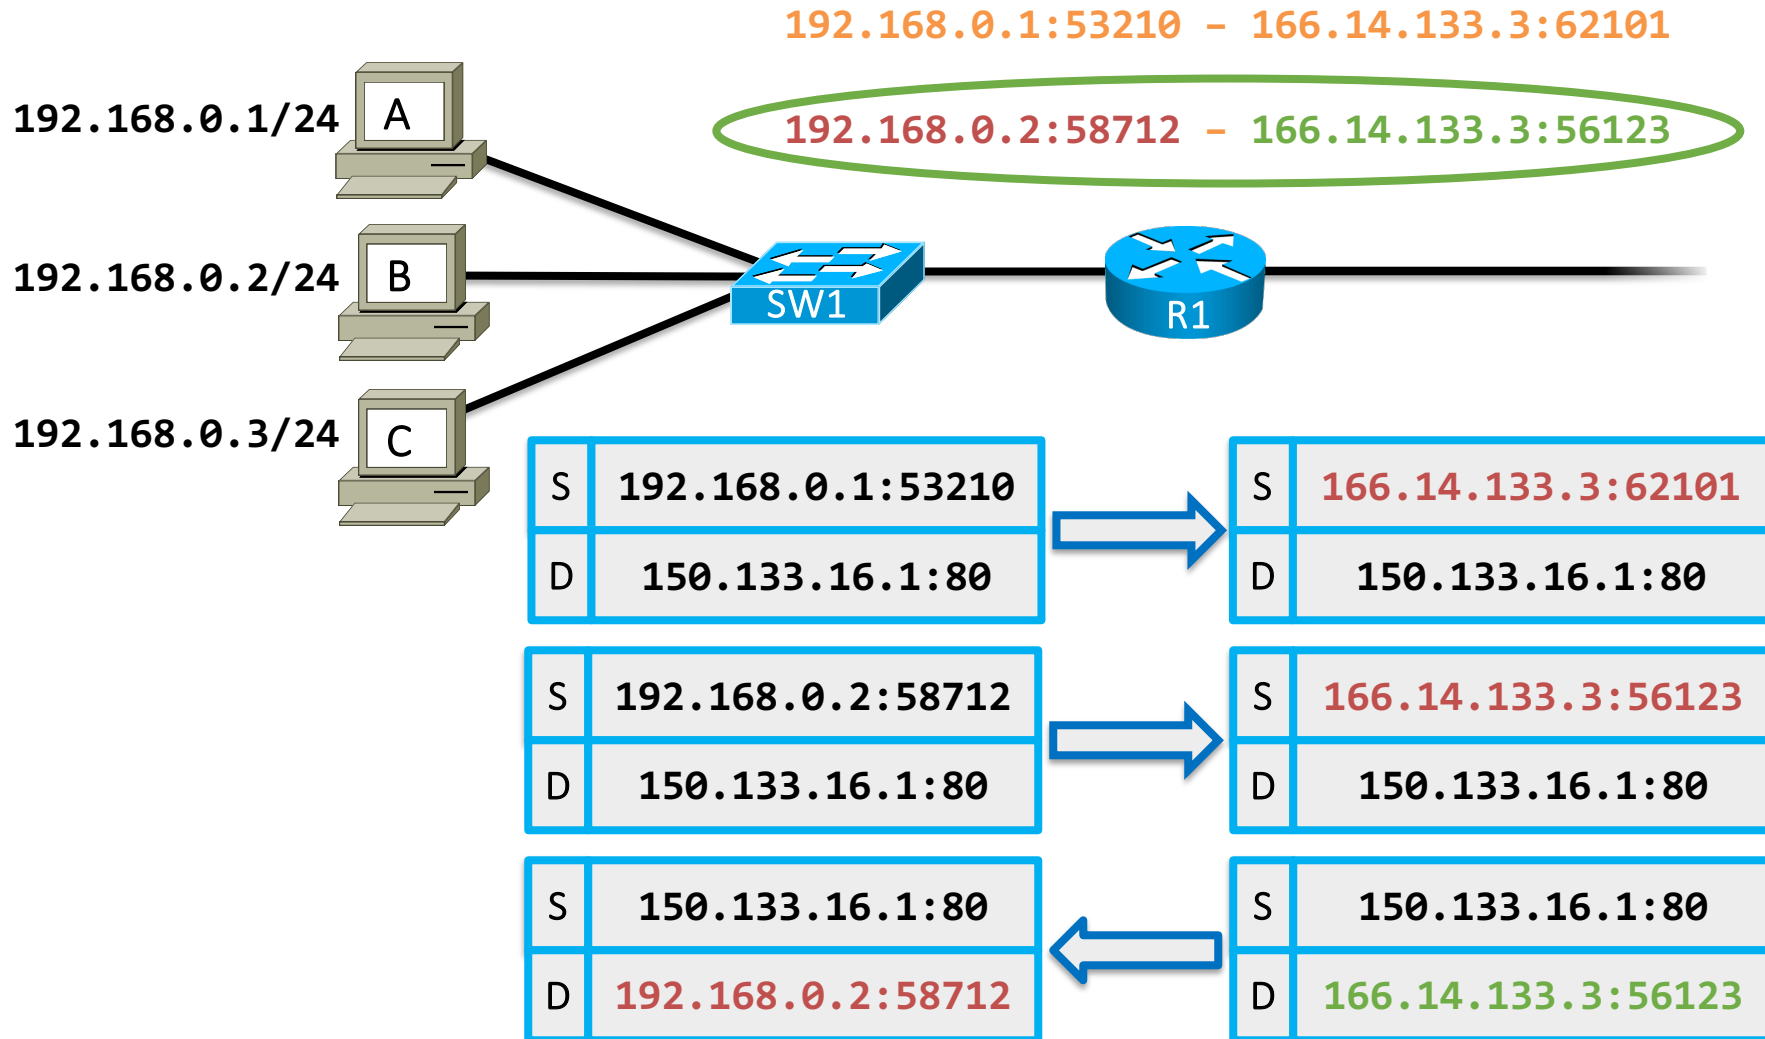 192.168.0.1:53210 – 166.14.133.3:62101
192.168.0.1/24
A
192.168.0.2:58712 – 166.14.133.3:56123
192.168.0.2/24
B
SW1
R1
192.168.0.3/24
C
S 192.168.0.1:53210
D 150.133.16.1:80
S 166.14.133.3:62101
D 150.133.16.1:80
S 192.168.0.2:58712
D 150.133.16.1:80
S 166.14.133.3:56123
D 150.133.16.1:80
S 150.133.16.1:80
D 192.168.0.2:58712
S 150.133.16.1:80
D 166.14.133.3:56123